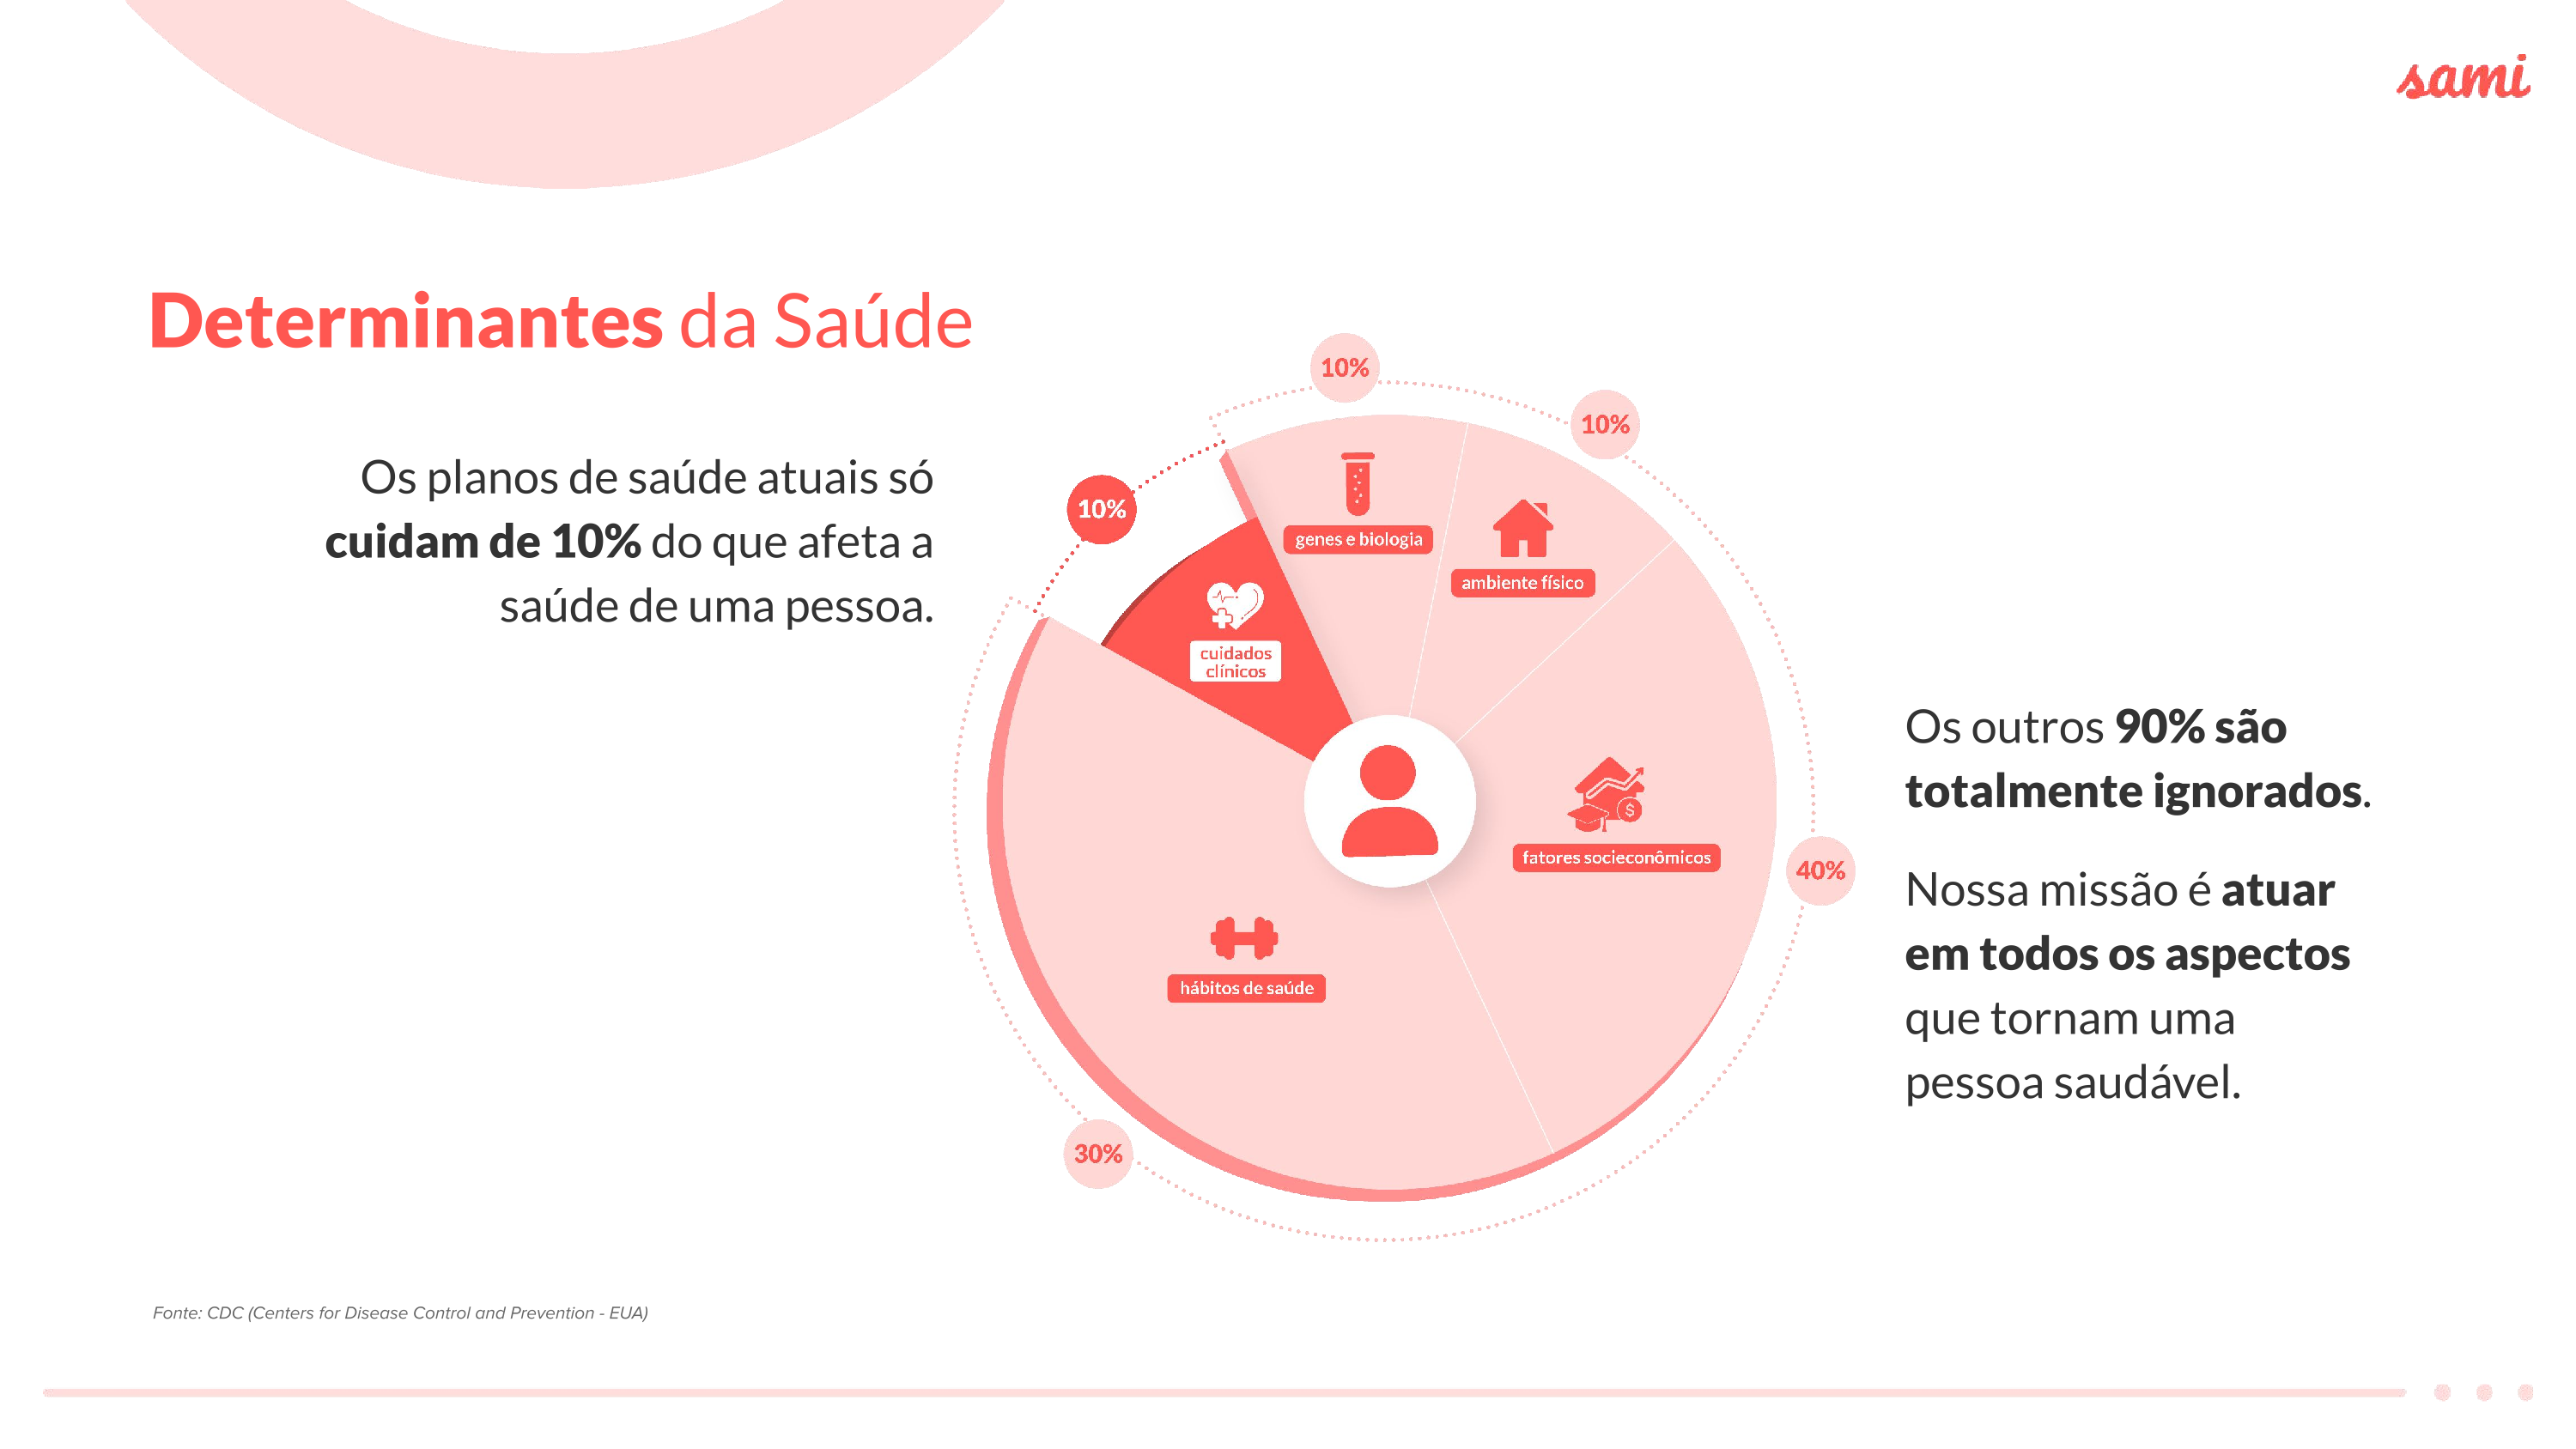 sami
Determinantes da Saúde
Os planos de saúde atuais só
cuidam de 10% do que afeta a
saúde de uma pessoa.
10%
10%
10%
genes e biologia
ambiente físico
cuidados
clínicos
fatores socieconômicos
40%
hábitos de saúde
30%
Os outros 90% são
totalmente ignorados.
Nossa missão é atuar
em todos os aspectos
que tornam uma
pessoa saudável.
Fonte: CDC (Centers for Disease Control and Prevention - EUA)